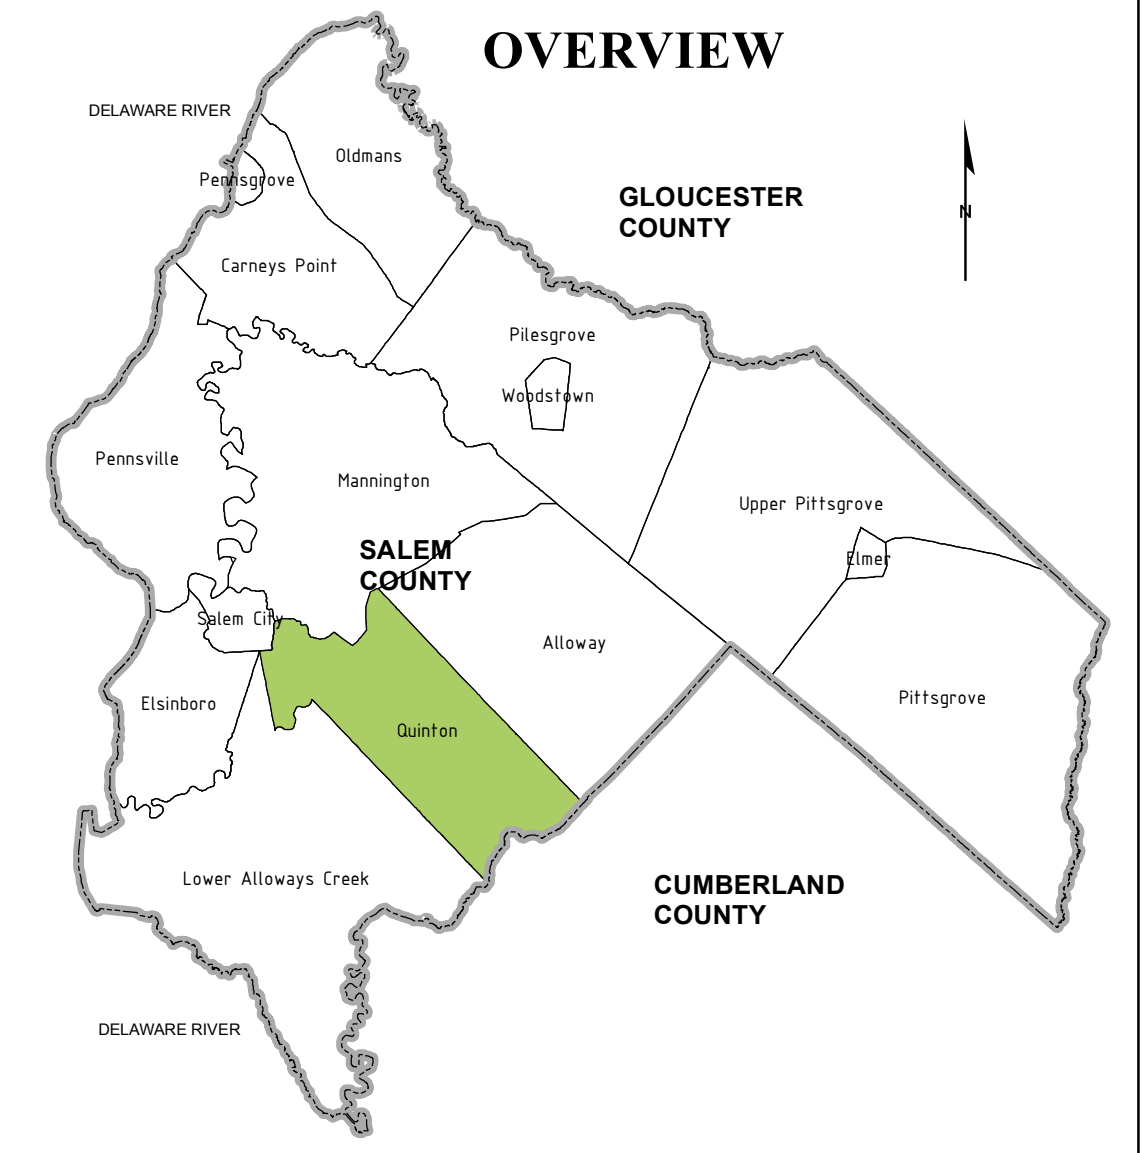 OVERVIEW
DELAWARE RIVER
Oldmans
Pennsgrove
GLOUCESTER
COUNTY
N
Carneys Point
Pilesgrove
Woodstown
Pennsville
Mannington
Upper Pittsgrove
SALEM
COUNTY
Elmer
Salem City
Alloway
Elsinboro
Pittsgrove
Quinton
Lower Alloways Creek
CUMBERLAND
COUNTY
DELAWARE RIVER